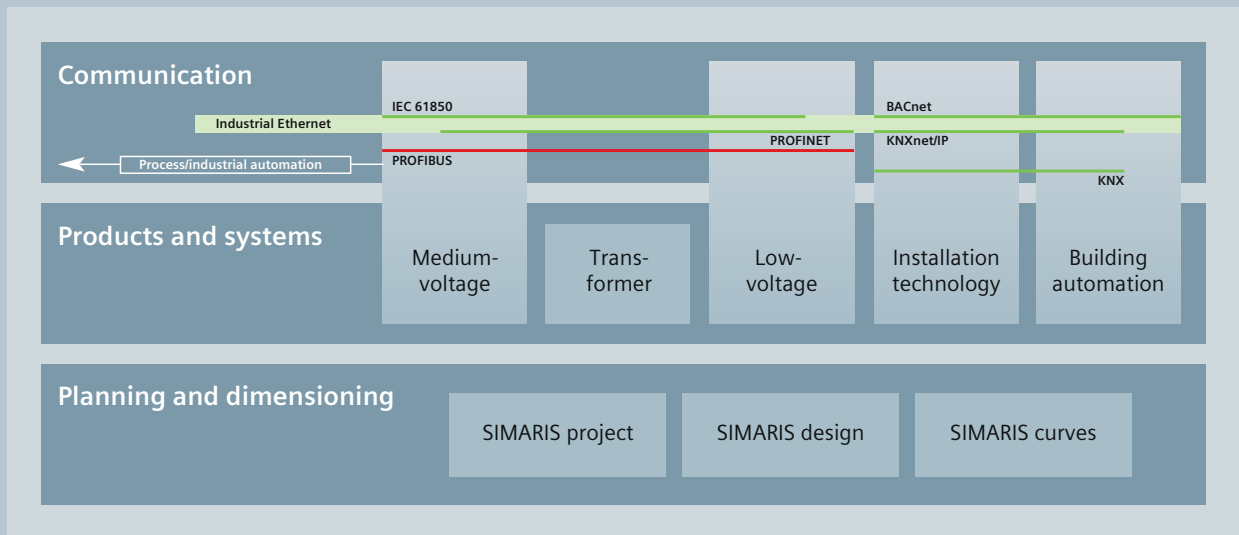 Communication
IEC 61850
BACnet
Industrial Ethernet
PROFINET
KNXnet/IP
Process/industrial automation
PROFIBUS
KNX
Products and systems
Medium-
voltage
Trans-
former
Low-
voltage
Installation
technology
Building
automation
Planning and dimensioning
SIMARIS project
SIMARIS design
SIMARIS curves